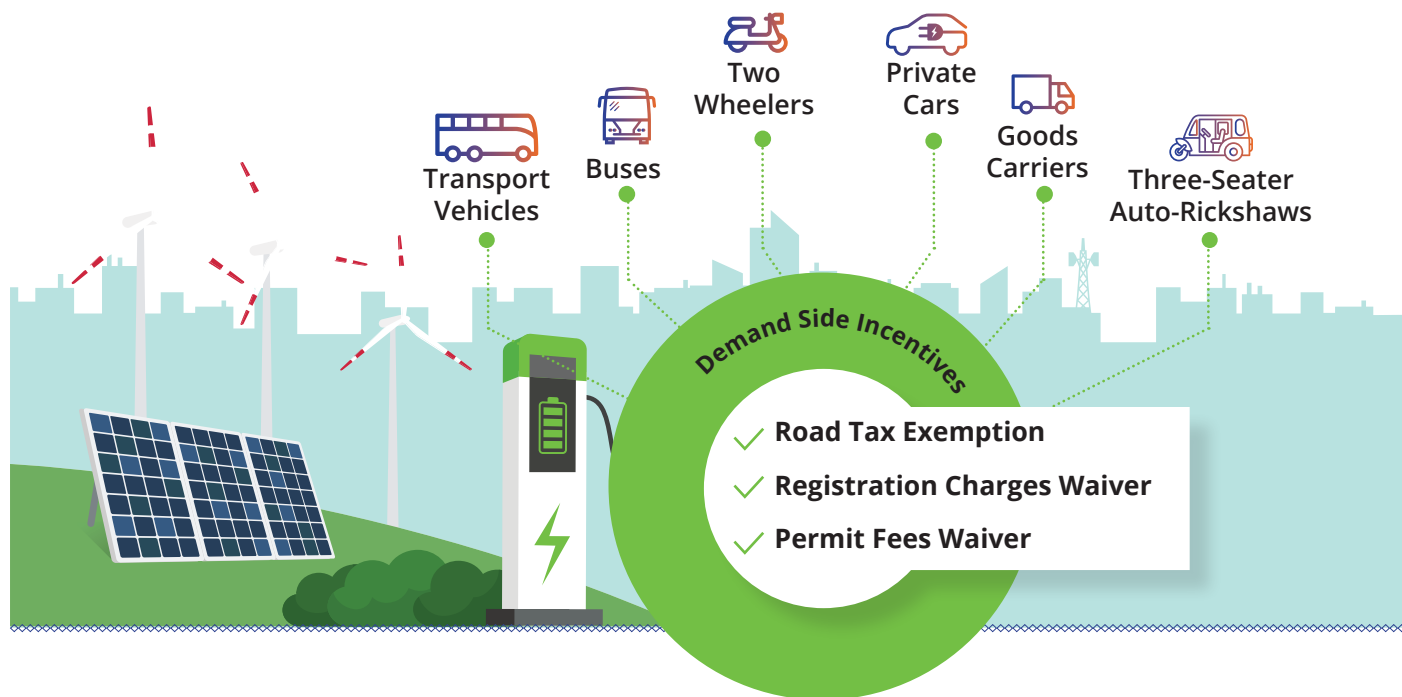 Transport
Vehicles
Buses
Two
Wheelers
Private
Cars
Goods
Carriers
Three-Seater
Auto-Rickshaws
Demand Side Incentives
Road Tax Exemption
Registration Charges Waiver
Permit Fees Waiver